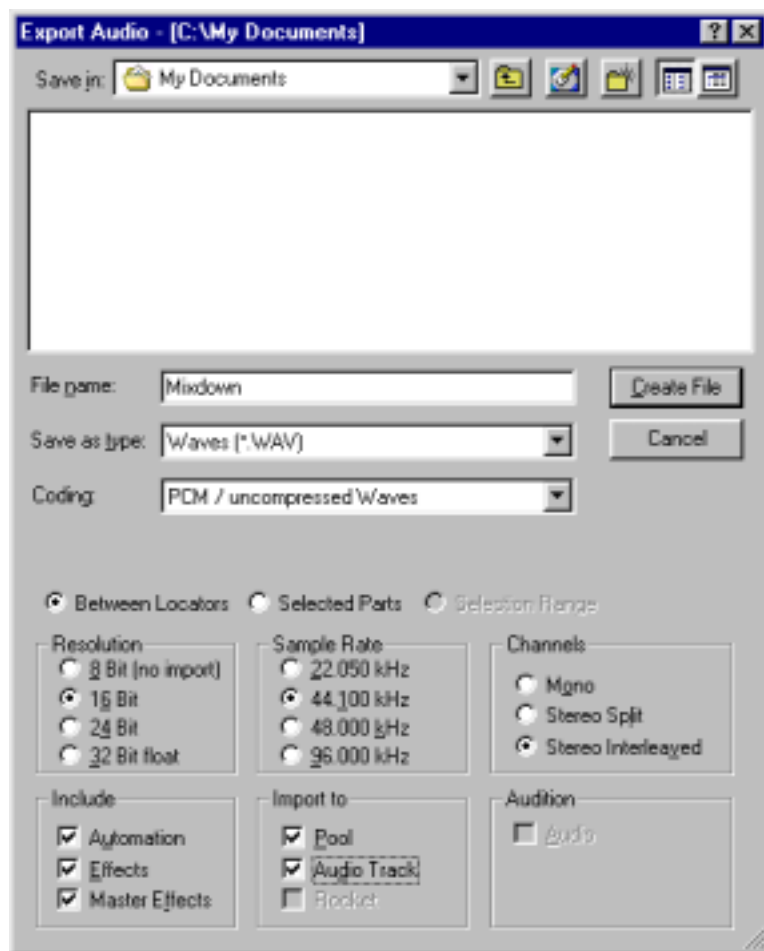 Export Audio - [C:\My Documents]
Save in: My Documents
File name: Mixdown
Create File
Save as type: Waves (*.WAV)
Cancel
Coding: PCM / uncompressed Waves
Between Locators Selected Parts Selection Range
Resolution
8 Bit (no import)
16 Bit
24 Bit
32 Bit float
Sample Rate
22.050 kHz
44.100 kHz
48.000 kHz
96.000 kHz
Channels
Mono
Stereo Split
Stereo Interleaved
Include
Automation
Effects
Master Effects
Import to
Pool
Audio Track
Rocket
Audition
Audio